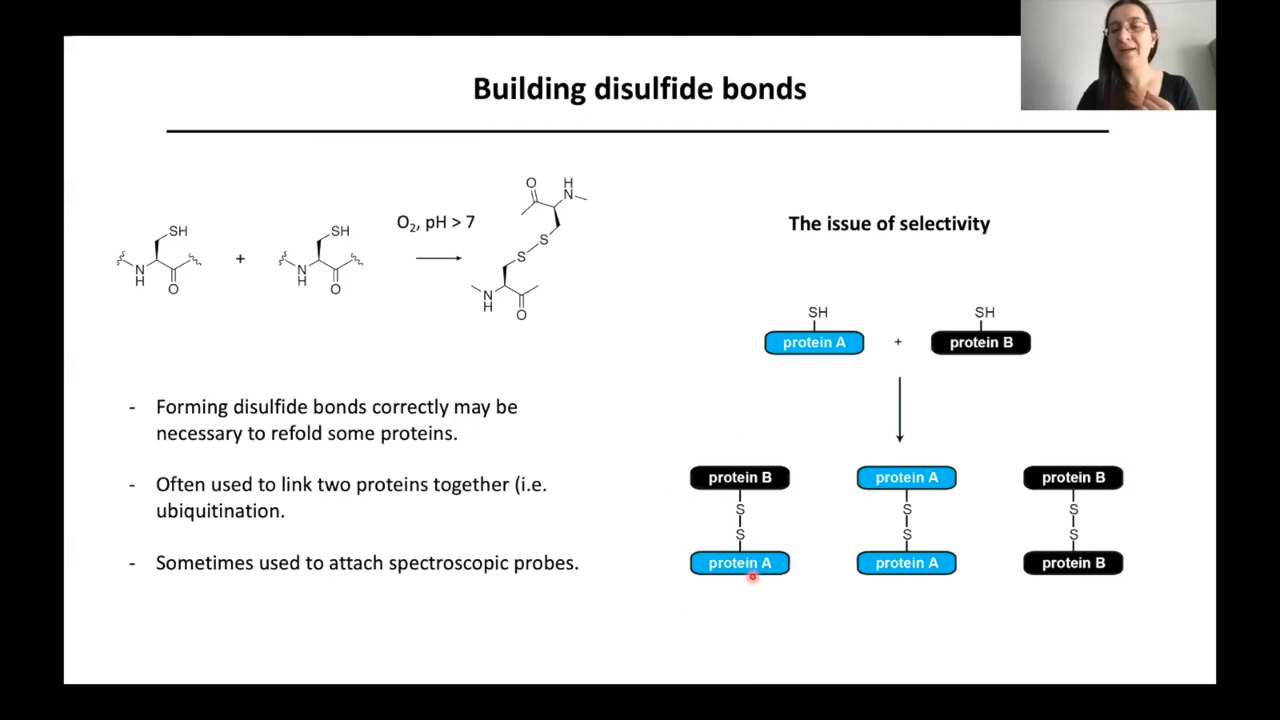 Building disulfide bonds
SH
N
H
O
+
SH
N
H
O
O₂, pH > 7
O
H
N
S
S
N
H
O
- Forming disulfide bonds correctly may be
necessary to refold some proteins.
- Often used to link two proteins together (i.e.
ubiquitination.
- Sometimes used to attach spectroscopic probes.
The issue of selectivity
SH
protein A
+
SH
protein B
protein B
S
S
protein A
protein A
S
S
protein A
protein B
S
S
protein B